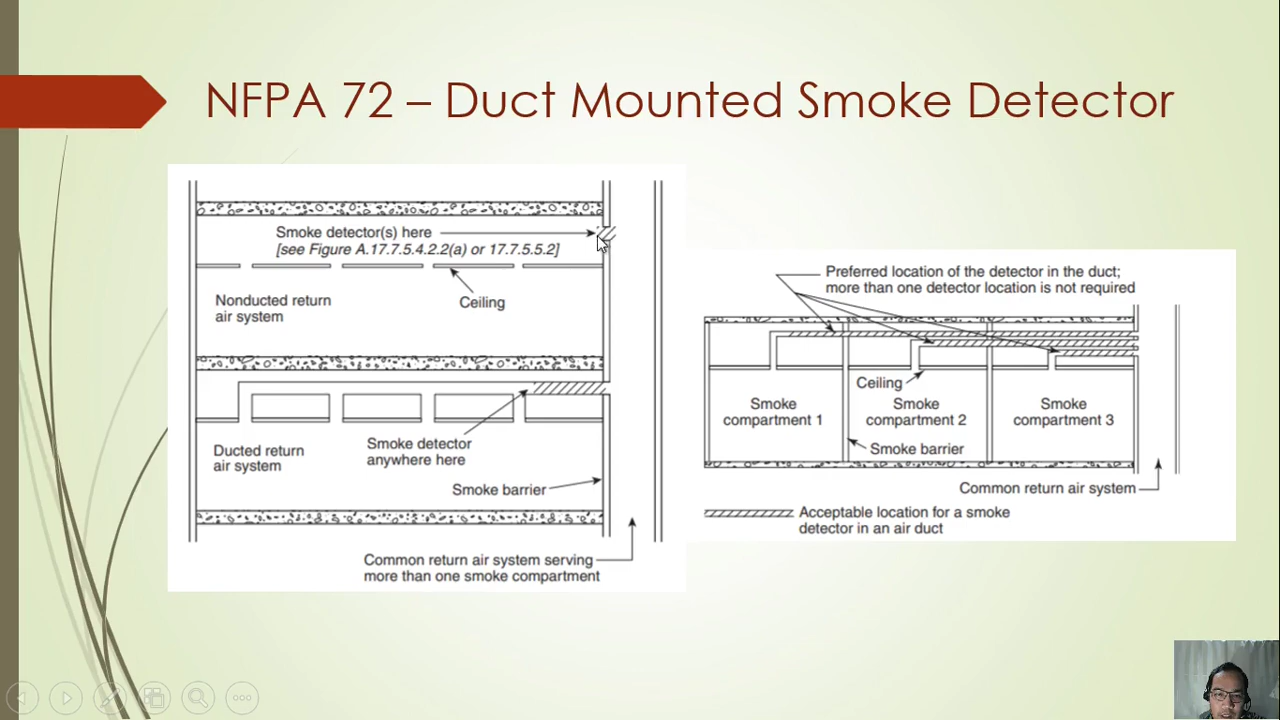 NFPA 72 – Duct Mounted Smoke Detector
Smoke detector(s) here
[see Figure A.17.7.5.4.2.2(a) or 17.7.5.5.2]
Ceiling
Nonducted return
air system
Ducted return
air system
Smoke detector
anywhere here
Smoke barrier
Common return air system serving
more than one smoke compartment
Preferred location of the detector in the duct;
more than one detector location is not required
Ceiling
Smoke
compartment 1
Smoke
compartment 2
Smoke
compartment 3
Smoke barrier
Common return air system
Acceptable location for a smoke
detector in an air duct